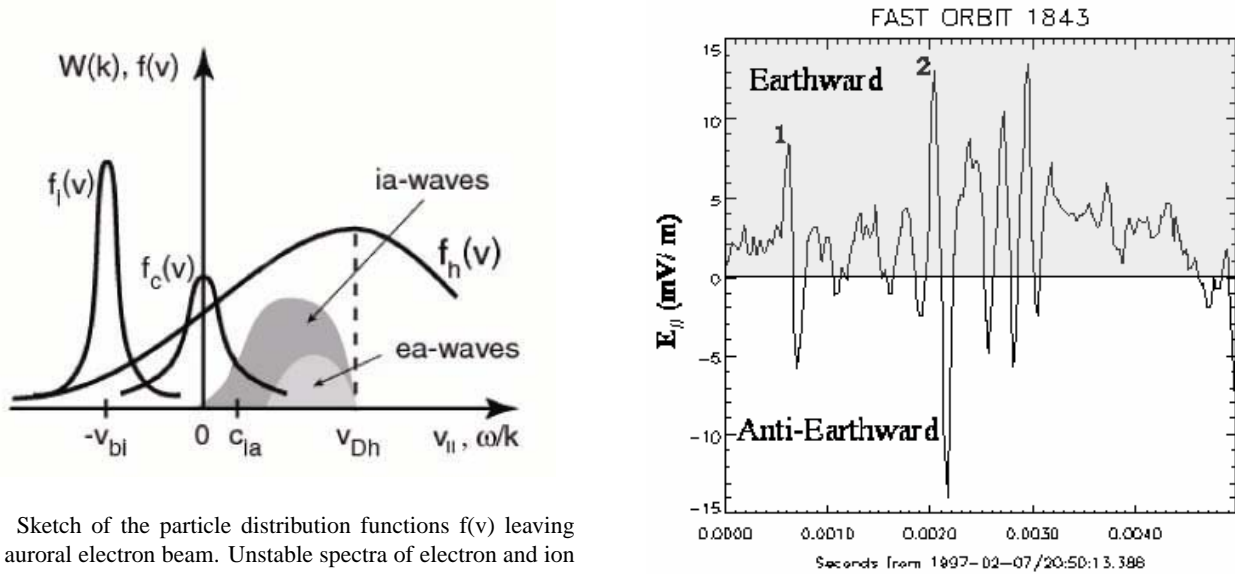 W(k), f(v)
f_i(v)
f_c(v)
ia-waves
f_h(v)
ea-waves
-v_bi 0 c_ia v_Dh v_II , ω/k
Sketch of the particle distribution functions f(v) leaving
auroral electron beam. Unstable spectra of electron and ion
FAST ORBIT 1843
15
Earthward
2
10
1
5
0
E_// (mV/ m)
-5
Anti-Earthward
-10
-15
0.0000 0.0010 0.0020 0.0030 0.0040
Seconds from 1997-02-07/20:50:13.388